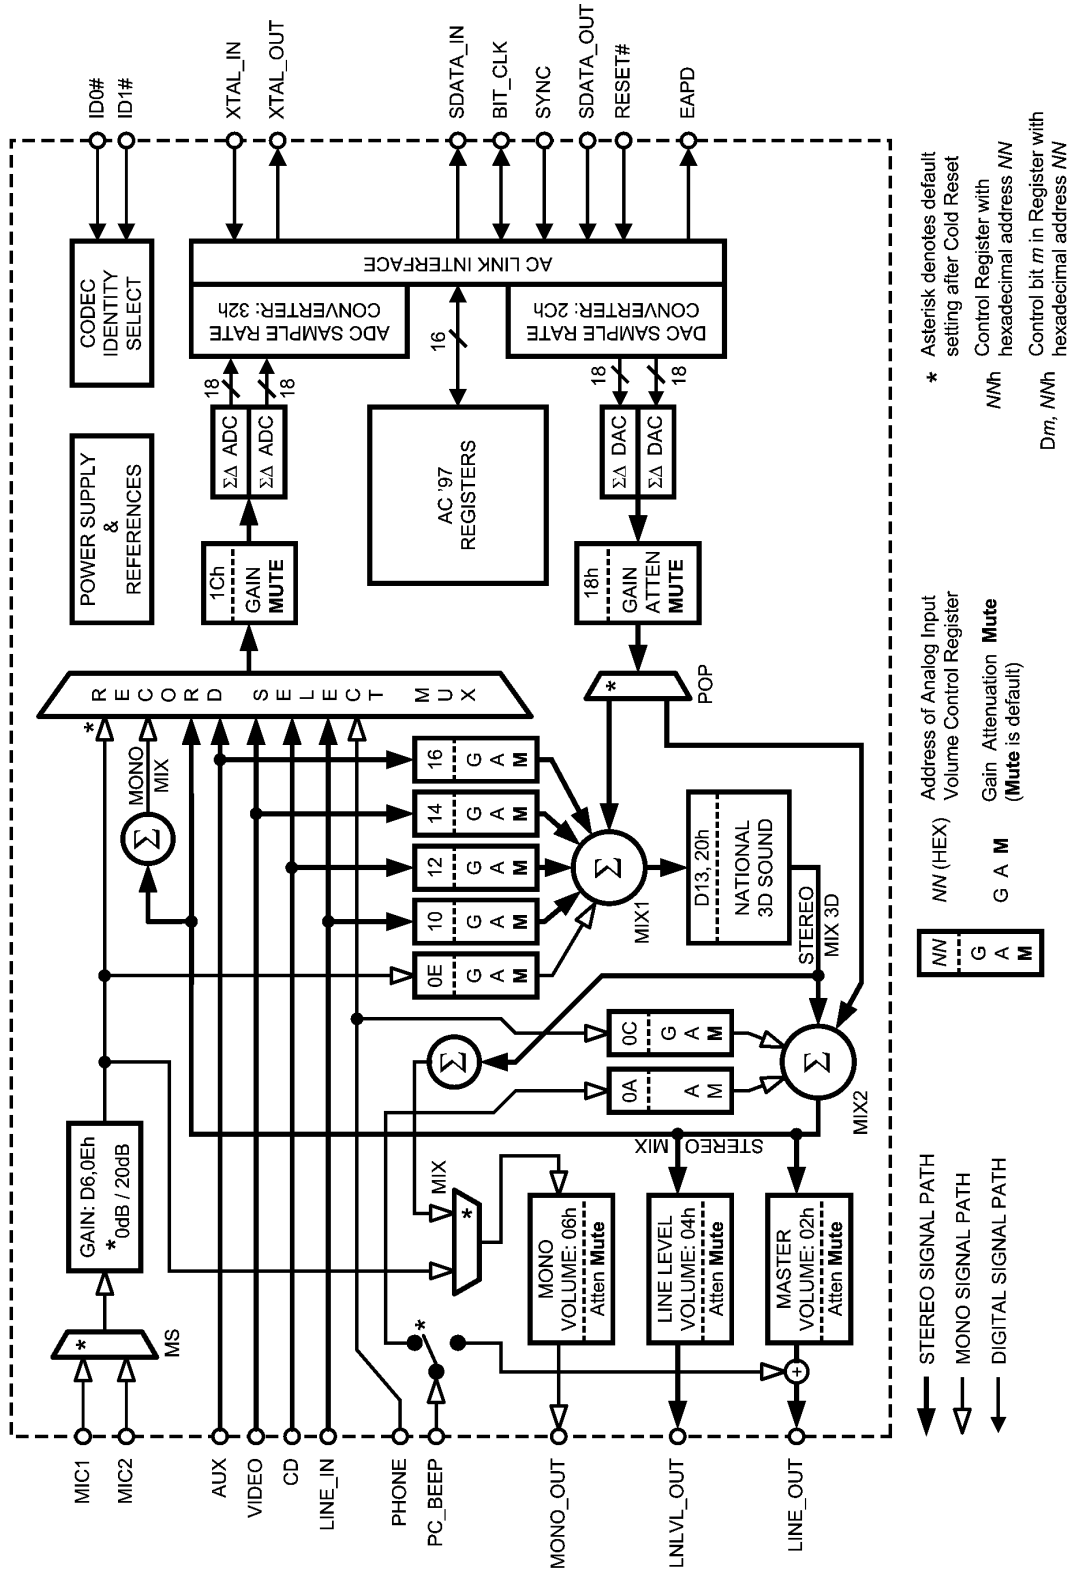 MIC1
MIC2
AUX
VIDEO
CD
LINE_IN
PHONE
PC_BEEP
MONO_OUT
LNLVL_OUT
LINE_OUT
*
MS
GAIN: D6,0Eh
* 0dB / 20dB
*
MONO
MIX
Σ
RECORD SELECT MUX
POWER SUPPLY
&
REFERENCES
CODEC
IDENTITY
SELECT
ID0#
ID1#
XTAL_IN
XTAL_OUT
SDATA_IN
BIT_CLK
SYNC
SDATA_OUT
RESET#
EAPD
1Ch
GAIN
MUTE
ΣΔ ADC
ΣΔ ADC
18
18
ADC SAMPLE RATE
CONVERTER: 32h
AC LINK INTERFACE
16
AC '97
REGISTERS
DAC SAMPLE RATE
CONVERTER: 2Ch
18
18
ΣΔ DAC
ΣΔ DAC
18h
GAIN
ATTEN
MUTE
*
POP
0E
G
A
M
10
G
A
M
12
G
A
M
14
G
A
M
16
G
A
M
Σ
MIX1
D13, 20h
NATIONAL
3D SOUND
STEREO
MIX 3D
Σ
0C
G
A
M
0A
A
M
Σ
MIX2
STEREO
MIX
MIX
*
*
MONO
VOLUME: 06h
Atten Mute
LINE LEVEL
VOLUME: 04h
Atten Mute
MASTER
VOLUME: 02h
Atten Mute
+
STEREO SIGNAL PATH
MONO SIGNAL PATH
DIGITAL SIGNAL PATH
NN
G
A
M
NN (HEX) Address of Analog Input
Volume Control Register
G A M Gain Attenuation Mute
(Mute is default)
* Asterisk denotes default
setting after Cold Reset
NNh Control Register with
hexadecimal address NN
Dm, NNh Control bit m in Register with
hexadecimal address NN